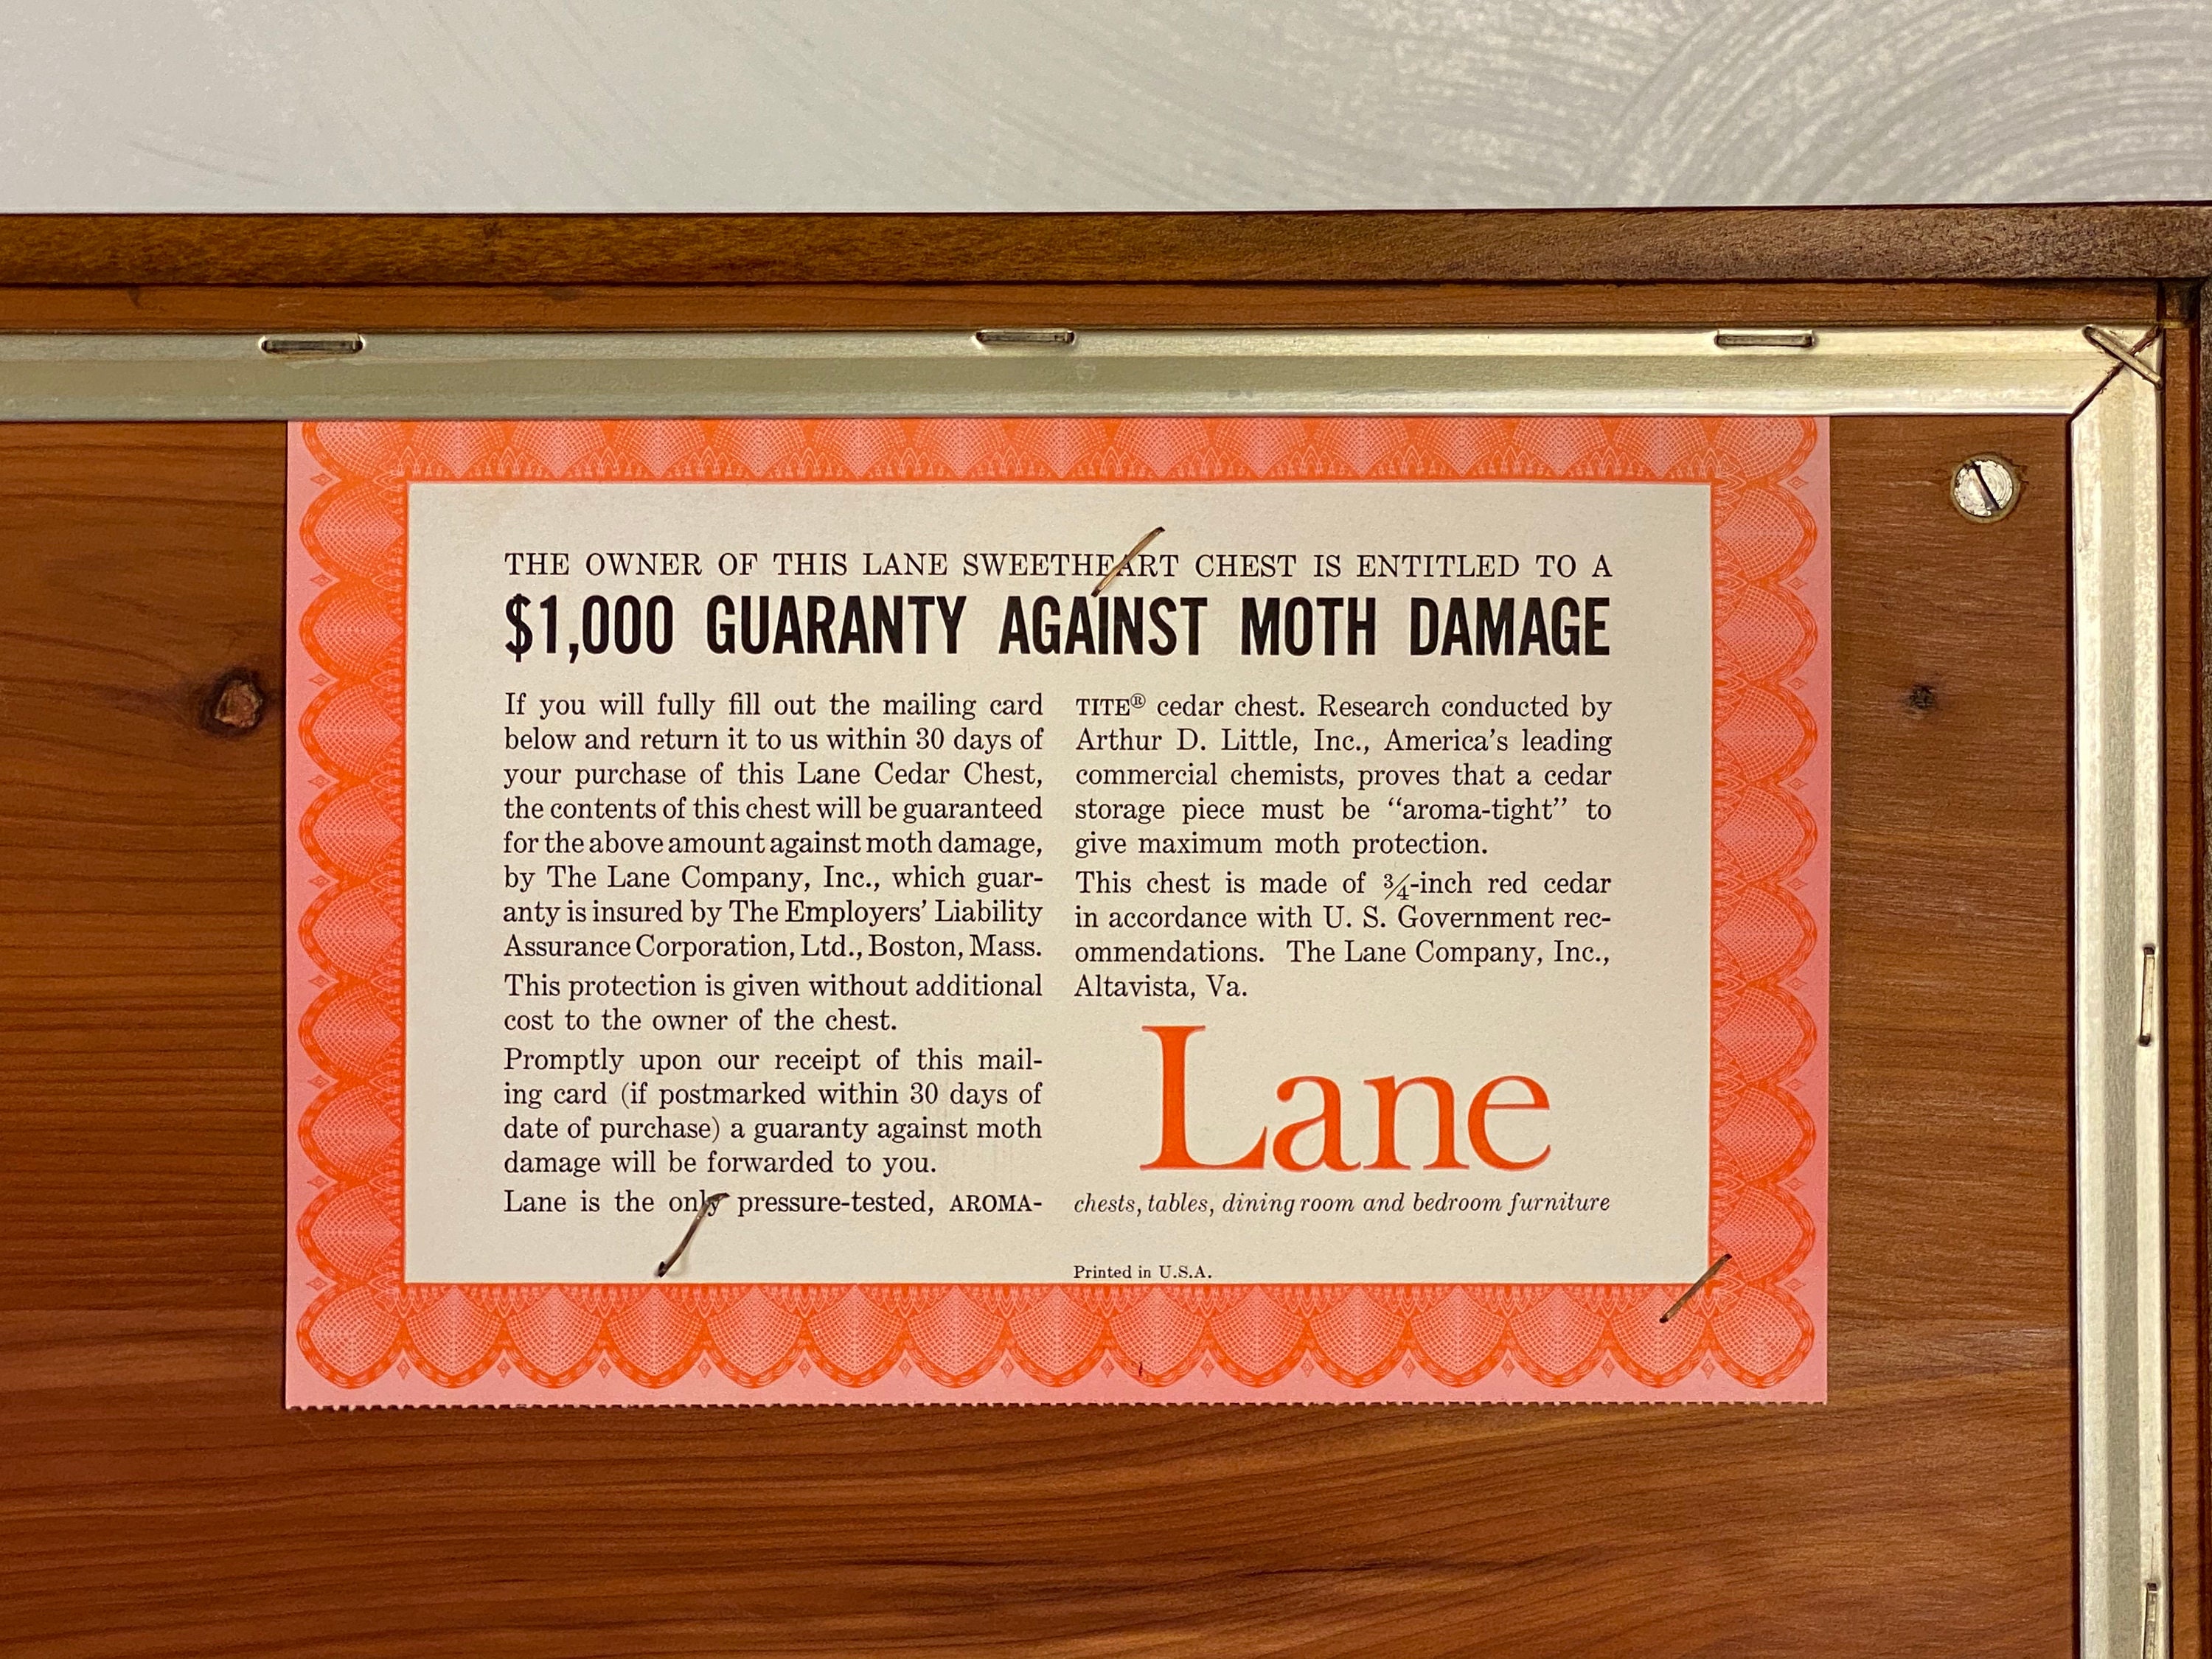 THE OWNER OF THIS LANE SWEETHEART CHEST IS ENTITLED TO A
$1,000 GUARANTY AGAINST MOTH DAMAGE
If you will fully fill out the mailing card
below and return it to us within 30 days of
your purchase of this Lane Cedar Chest,
the contents of this chest will be guaranteed
for the above amount against moth damage,
by The Lane Company, Inc., which guar-
anty is insured by The Employers' Liability
Assurance Corporation, Ltd., Boston, Mass.
This protection is given without additional
cost to the owner of the chest.
Promptly upon our receipt of this mail-
ing card (if postmarked within 30 days of
date of purchase) a guaranty against moth
damage will be forwarded to you.
Lane is the only pressure-tested, AROMA-
TITE® cedar chest. Research conducted by
Arthur D. Little, Inc., America's leading
commercial chemists, proves that a cedar
storage piece must be “aroma-tight” to
give maximum moth protection.
This chest is made of ¾-inch red cedar
in accordance with U. S. Government rec-
ommendations. The Lane Company, Inc.,
Altavista, Va.
Lane
chests, tables, dining room and bedroom furniture
Printed in U.S.A.